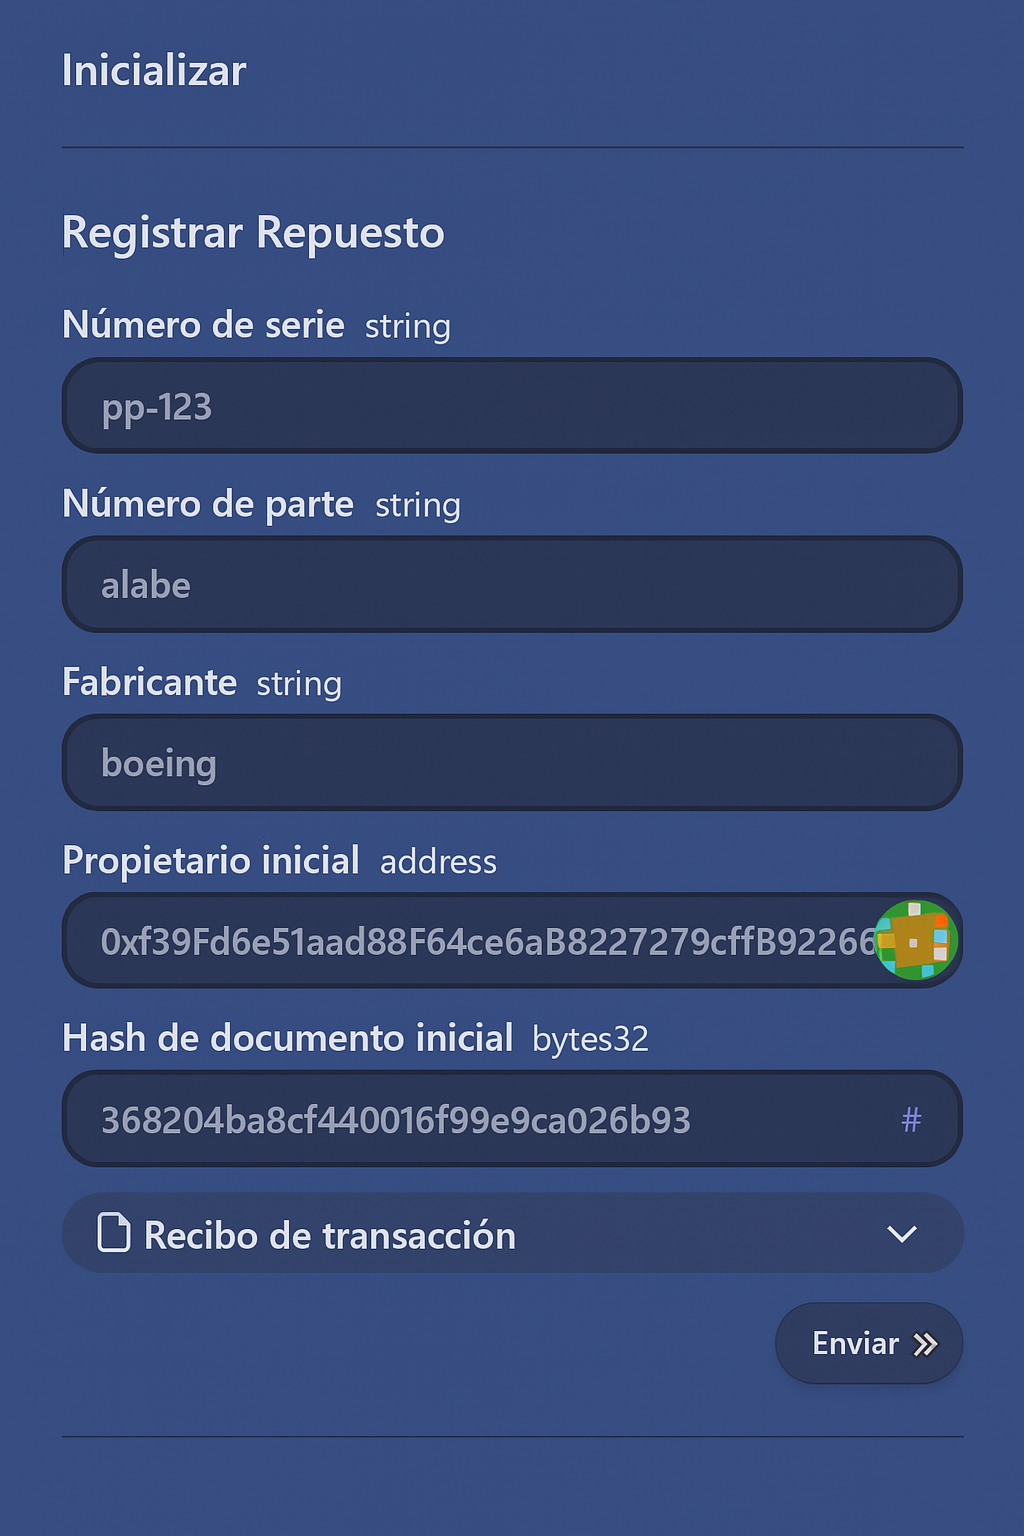 Inicializar
Registrar Repuesto
Número de serie string
pp-123
Número de parte string
alabe
Fabricante string
boeing
Propietario inicial address
0xf39Fd6e51aad88F64ce6aB8227279cffB92266
Hash de documento inicial bytes32
368204ba8cf440016f99e9ca026b93 #
Recibo de transacción
Enviar »